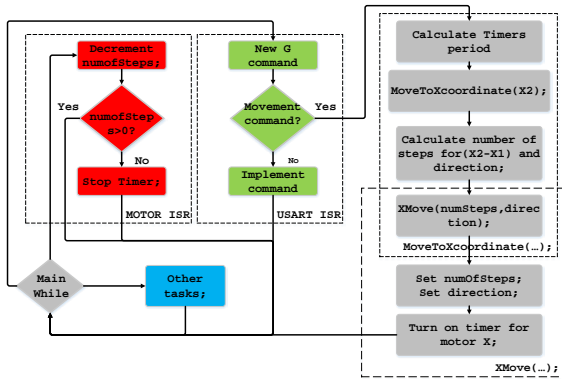 Decrement
numofSteps;
Yes
numofStep
s>0?
No
Stop Timer;
MOTOR ISR
New G
command
Movement
command?
Yes
No
Implement
command
USART ISR
Calculate Timers
period
MoveToXcoordinate(X2);
Calculate number of
steps for(X2-X1) and
direction;
XMove(numSteps,direc
tion);
MoveToXcoordinate(…);
Set numOfSteps;
Set direction;
Turn on timer for
motor X;
XMove(…);
Main
While
Other
tasks;